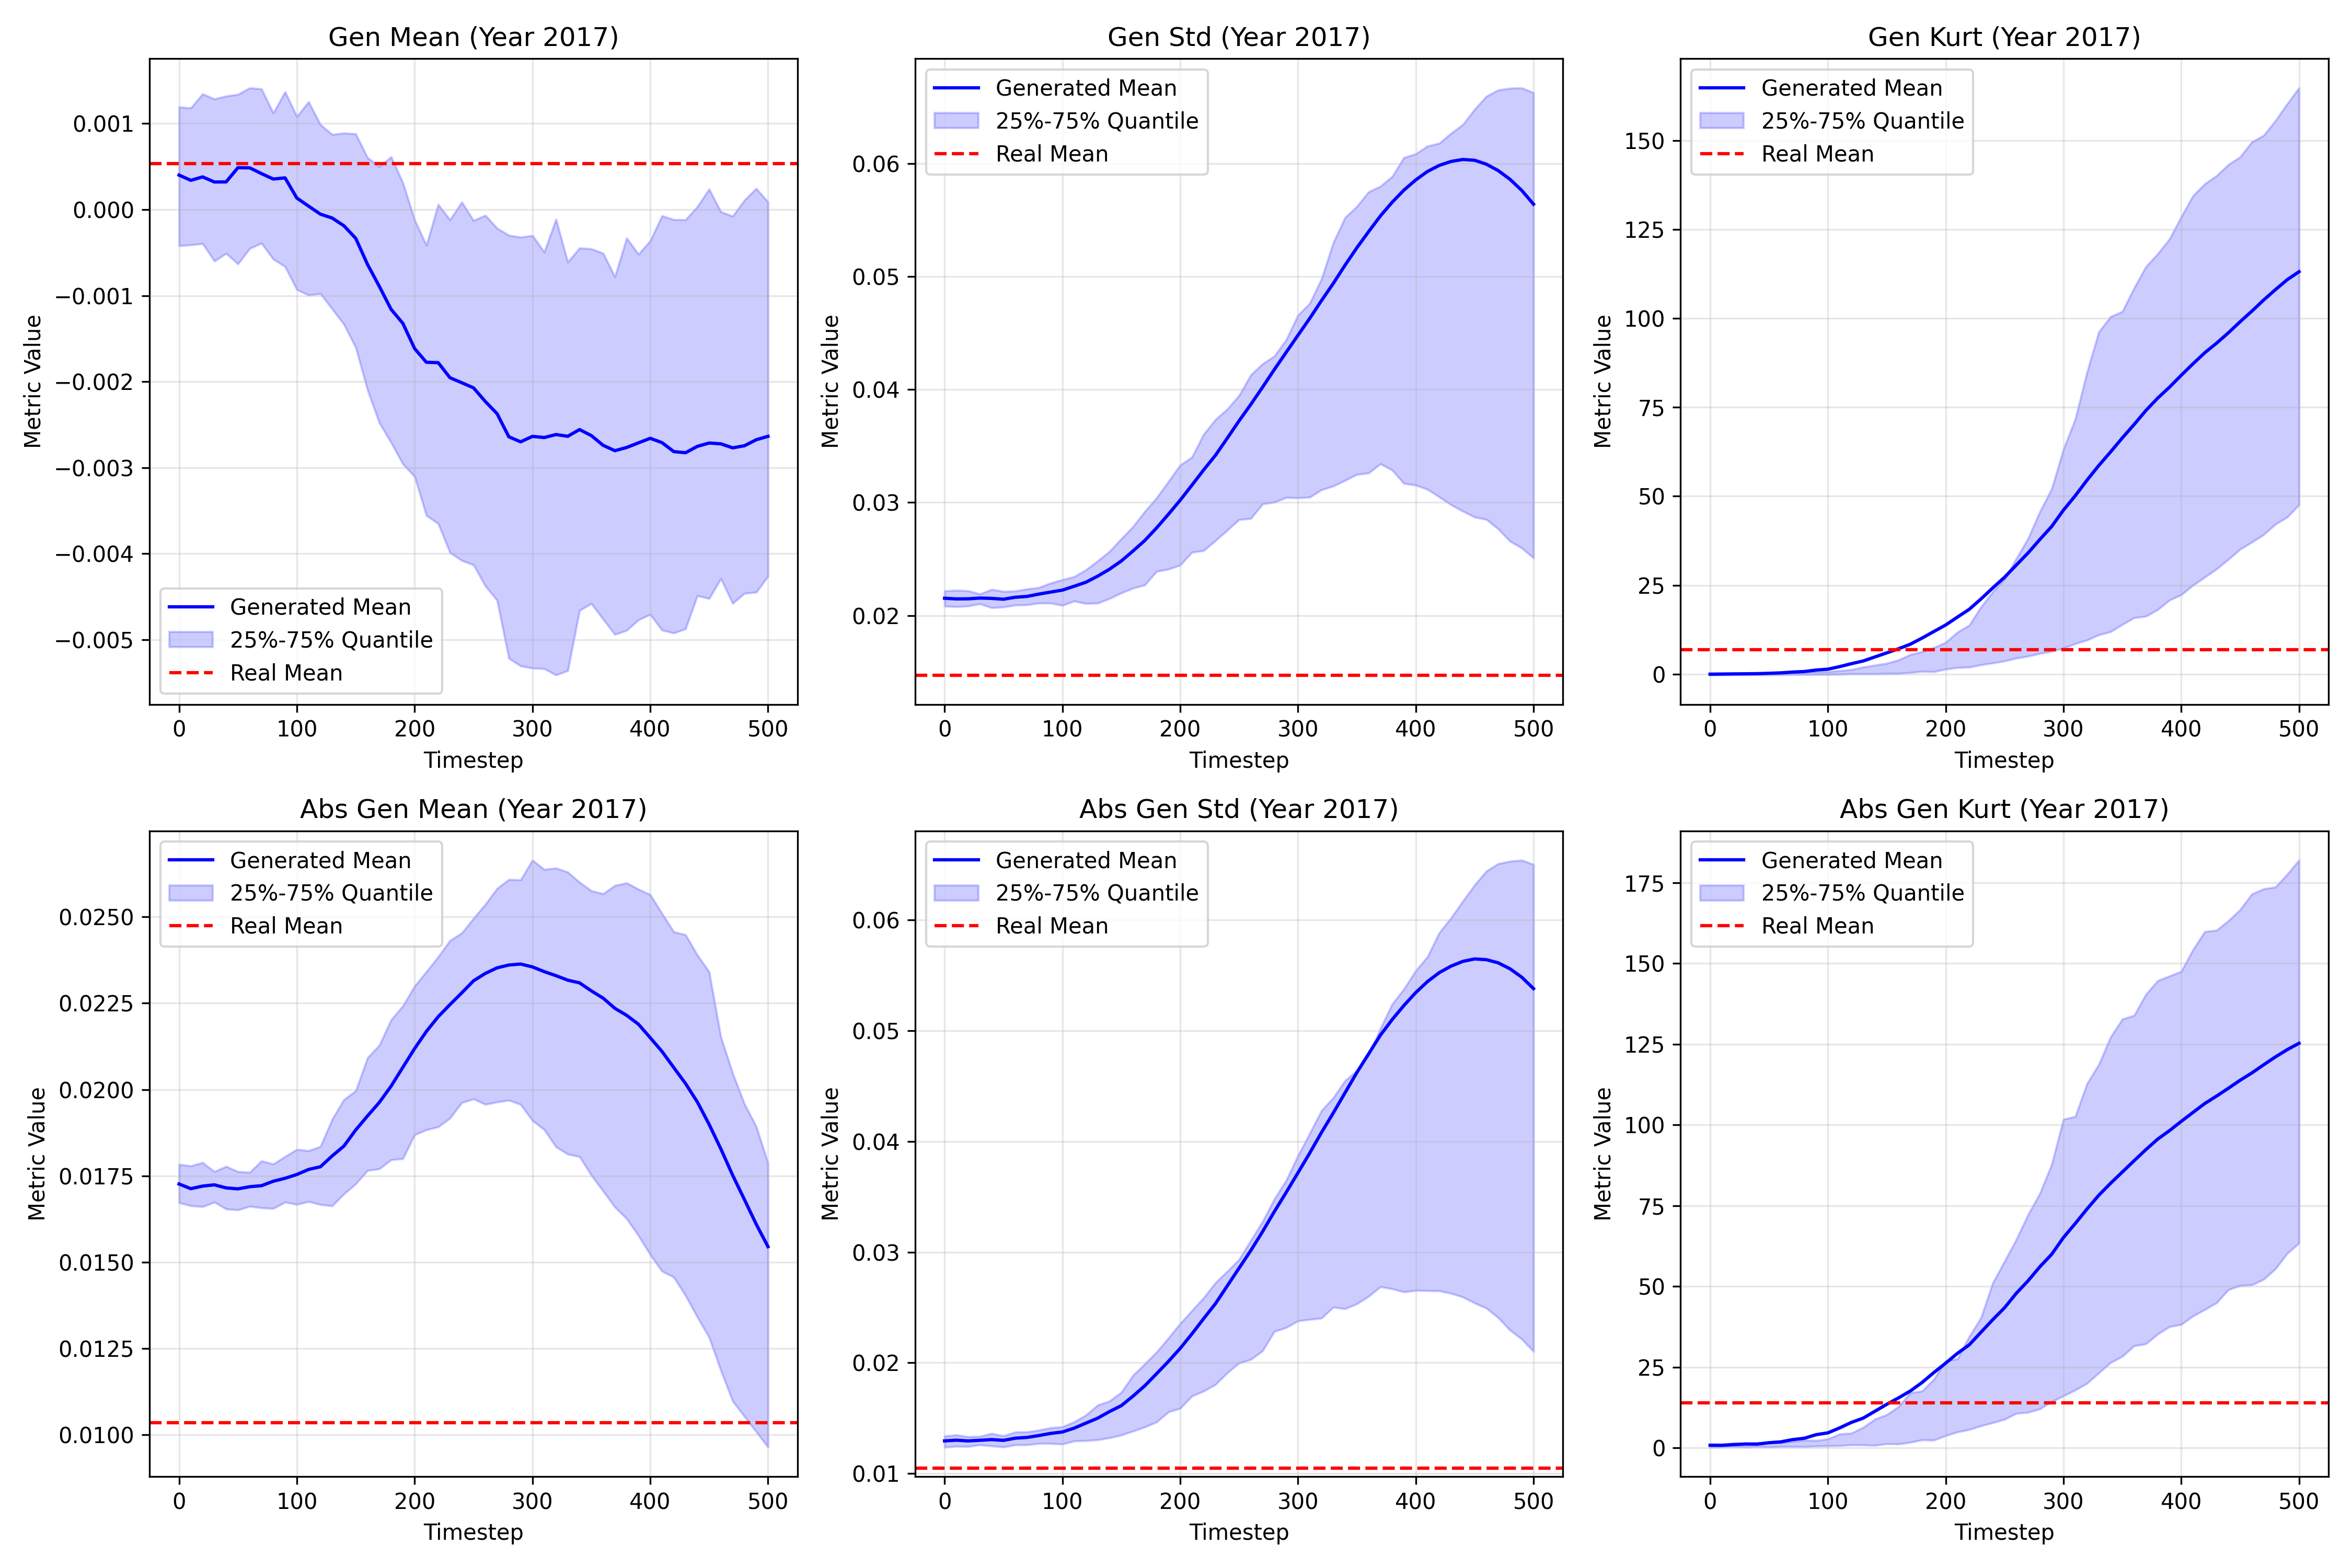 Gen Mean (Year 2017)
Metric Value
0.001
0.000
−0.001
−0.002
−0.003
−0.004
−0.005
Generated Mean
25%-75% Quantile
Real Mean
0 100 200 300 400 500
Timestep
Gen Std (Year 2017)
Metric Value
0.06
0.05
0.04
0.03
0.02
Generated Mean
25%-75% Quantile
Real Mean
0 100 200 300 400 500
Timestep
Gen Kurt (Year 2017)
Metric Value
150
125
100
75
50
25
0
Generated Mean
25%-75% Quantile
Real Mean
0 100 200 300 400 500
Timestep
Abs Gen Mean (Year 2017)
Metric Value
0.0250
0.0225
0.0200
0.0175
0.0150
0.0125
0.0100
Generated Mean
25%-75% Quantile
Real Mean
0 100 200 300 400 500
Timestep
Abs Gen Std (Year 2017)
Metric Value
0.06
0.05
0.04
0.03
0.02
0.01
Generated Mean
25%-75% Quantile
Real Mean
0 100 200 300 400 500
Timestep
Abs Gen Kurt (Year 2017)
Metric Value
175
150
125
100
75
50
25
0
Generated Mean
25%-75% Quantile
Real Mean
0 100 200 300 400 500
Timestep